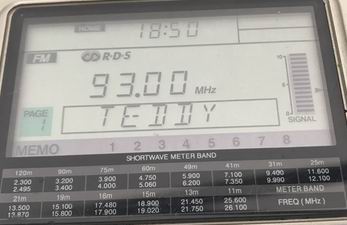 HOME 18:50
FM R·D·S
93.00 MHz
10
5
0
SIGNAL
PAGE
1
TEDDY
MEMO 1 2 3 4 5 6 7 8
SHORTWAVE METER BAND
120m 90m 75m 60m 49m 41m 31m 25m
2.300 3.200 3.900 4.750 5.900 7.100 9.400 11.600
2.495 3.400 4.000 5.060 6.200 7.350 9.990 12.100
21m 19m 16m 15m 13m 11m METER BAND
13.500 15.100 17.480 18.900 21.450 25.600 FREQ ( MHz )
13.870 15.800 17.900 19.020 21.750 26.100